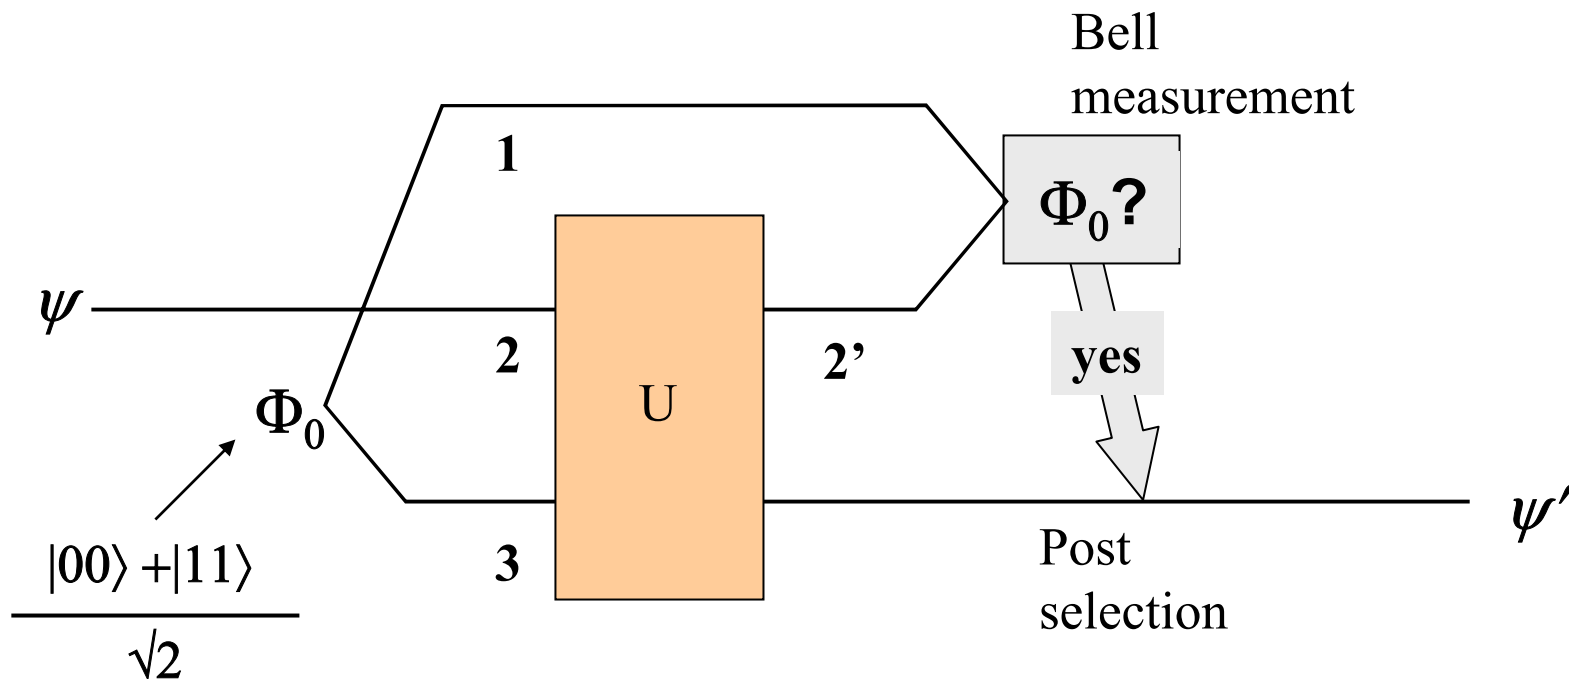 Bell
measurement
1
Φ₀?
ψ
2
2’
yes
U
Φ₀
ψ′
|00⟩ +|11⟩
√2
3
Post
selection